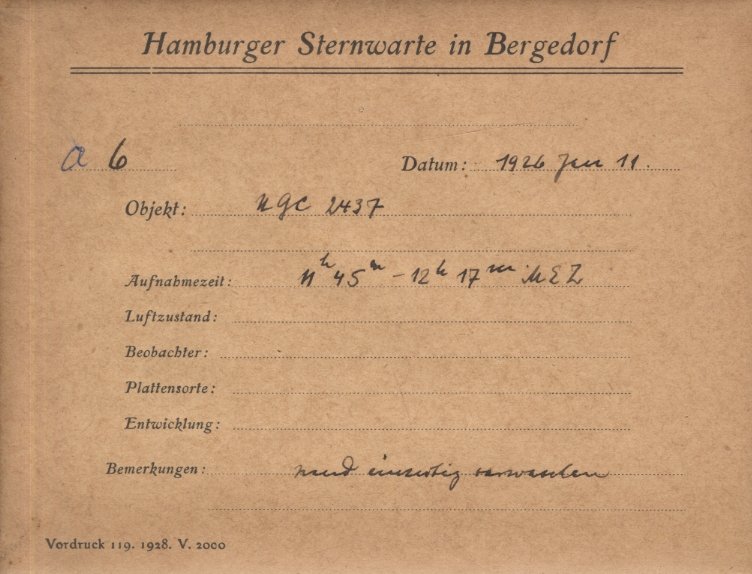 Hamburger Sternwarte in Bergedorf
a 6
Datum: 1926 Jan 11.
Objekt: NGC 2437
Aufnahmezeit: 11h 45m - 12h 17m MEZ
Luftzustand:
Beobachter:
Plattensorte:
Entwicklung:
Bemerkungen: einseitig verwaschen
Vordruck 119. 1928. V. 2000